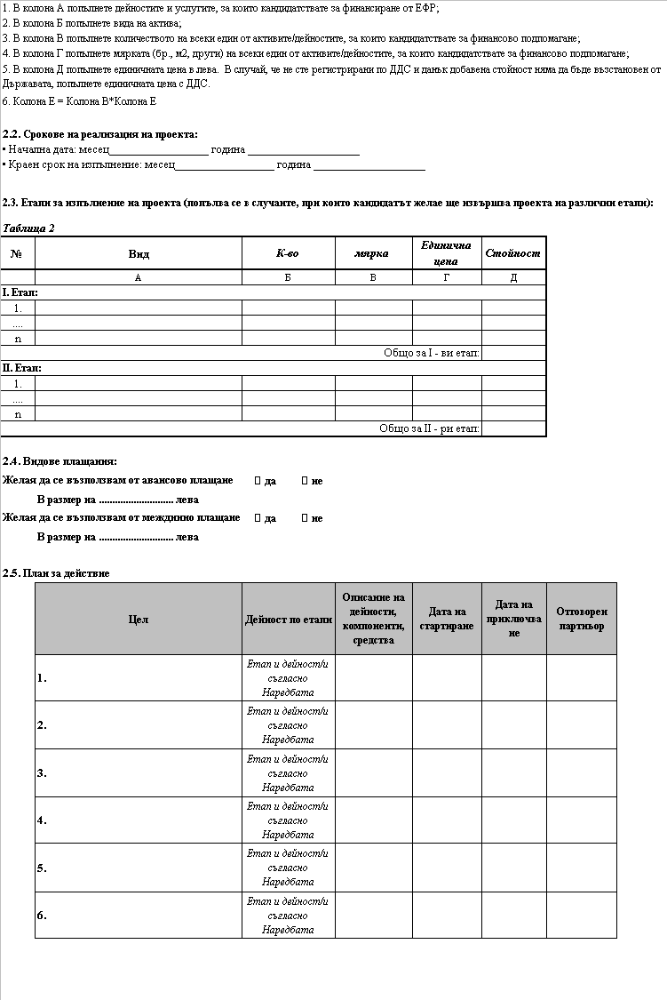 1. В колона А попълнете дейностите и услугите, за които кандидатствате за финансиране от ЕФР;
2. В колона Б попълнете вида на актива;
3. В колона В попълнете количеството на всеки един от активите/дейностите, за които кандидатствате за финансово подпомагане;
4. В колона Г попълнете мярката (бр., м2, други) на всеки един от активите/дейностите, за които кандидатствате за финансово подпомагане;
5. В колона Д попълнете единичната цена в лева. В случай, че не сте регистрирани по ДДС и данък добавена стойност няма да бъде възстановен от
Държавата, попълнете единичната цена с ДДС.
6. Колона Е = Колона В*Колона Е
2.2. Срокове на реализация на проекта:
• Начална дата: месец___________________ година _____________________
• Краен срок на изпълнение: месец___________________ година _____________________
2.3. Етапи за изпълнение на проекта (попълва се в случаите, при които кандидатът желае ще извършва проекта на различни етапи):
Таблица 2
№ Вид К-во мярка Единична цена Стойност
А Б В Г Д
I. Етап:
1.
....
n
Общо за I - ви етап:
II. Етап:
1.
....
n
Общо за II - ри етап:
2.4. Видове плащания:
Желая да се възползвам от авансово плащане да не
В размер на ............................ лева
Желая да се възползвам от междинно плащане да не
В размер на ............................ лева
2.5. План за действие
Цел Дейност по етапи Описание на дейности, компоненти, средства Дата на стартиране Дата на приключва не Отговорен партньор
1. Етап и дейност/и съгласно Наредбата
2. Етап и дейност/и съгласно Наредбата
3. Етап и дейност/и съгласно Наредбата
4. Етап и дейност/и съгласно Наредбата
5. Етап и дейност/и съгласно Наредбата
6. Етап и дейност/и съгласно Наредбата